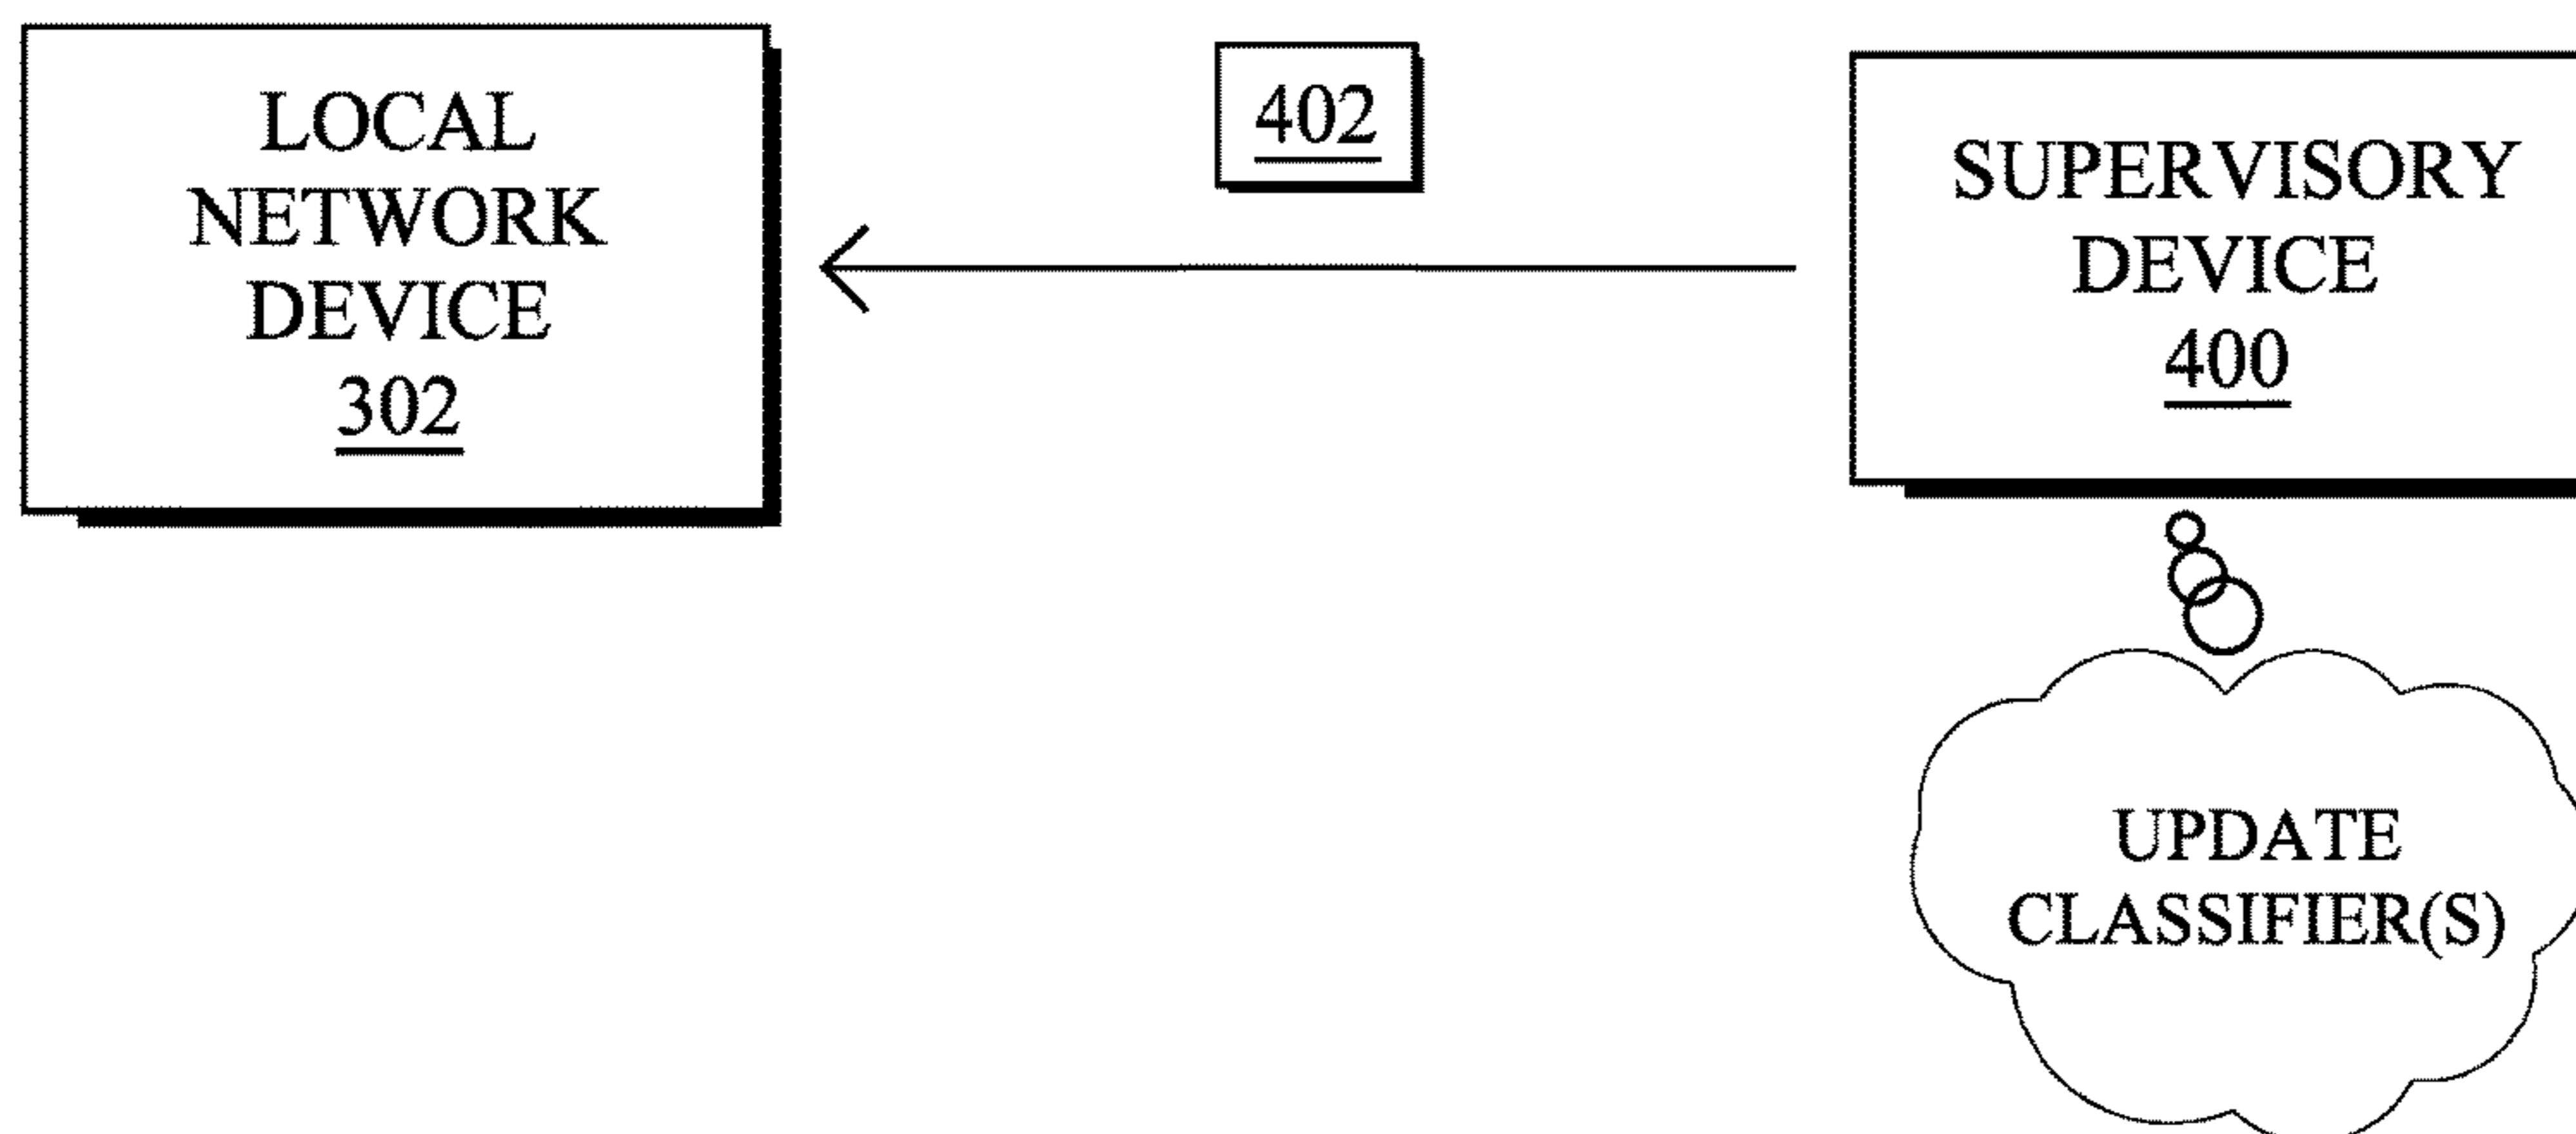 LOCAL
NETWORK
DEVICE
302
402
SUPERVISORY
DEVICE
400
UPDATE
CLASSIFIER(S)